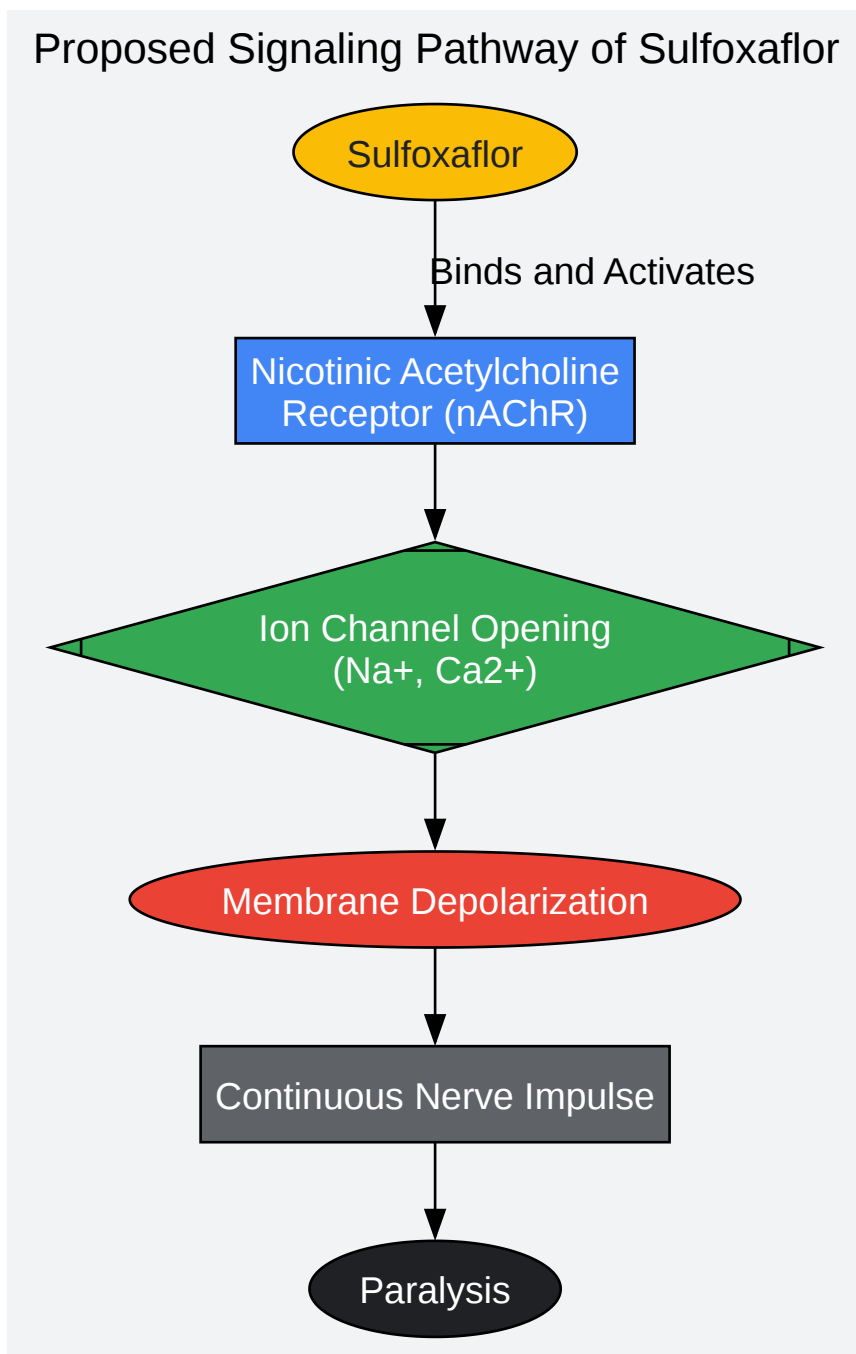 Proposed Signaling Pathway of Sulfoxaflor
Sulfoxaflor
Binds and Activates
Nicotinic Acetylcholine
Receptor (nAChR)
Ion Channel Opening
(Na+, Ca2+)
Membrane Depolarization
Continuous Nerve Impulse
Paralysis